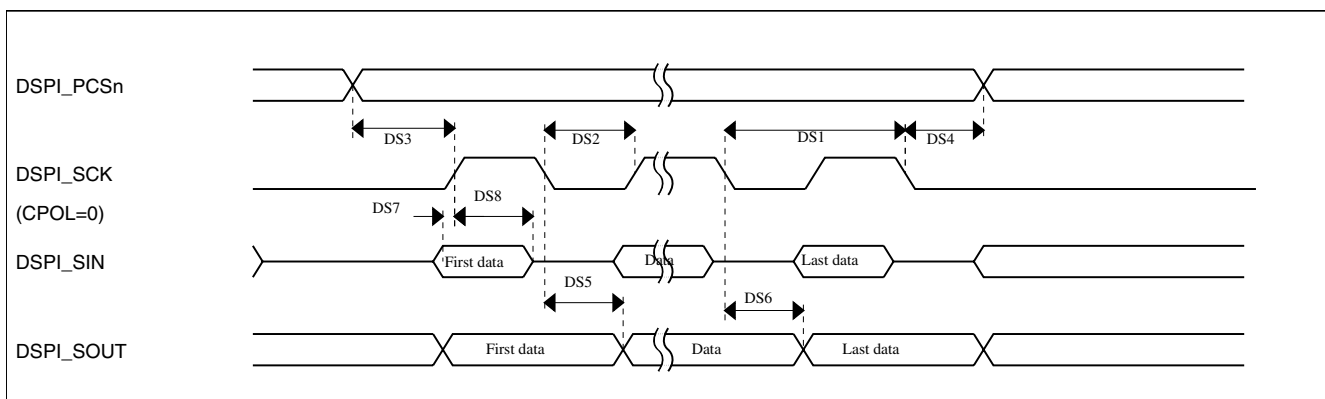 DSPI_PCSn
DS3
DS2
DS1
DS4
DSPI_SCK
(CPOL=0)
DS7
DS8
DSPI_SIN
First data
Data
Last data
DS5
DS6
DSPI_SOUT
First data
Data
Last data